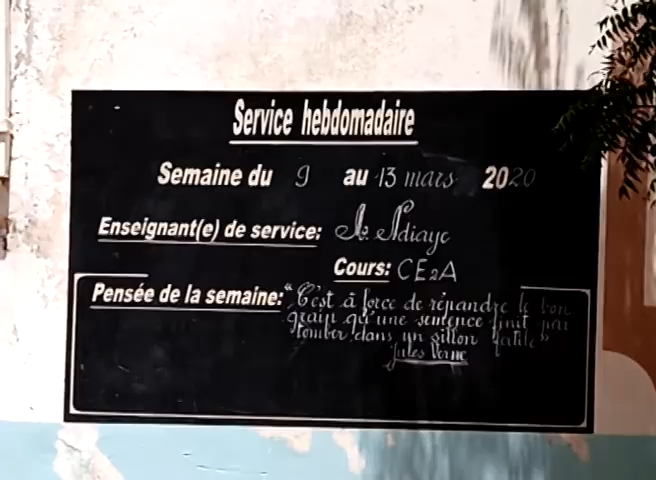 Service hebdomadaire
Semaine du 9 au 13 mars 2020
Enseignant(e) de service: Ndiaye
Cours: CE2A
Pensée de la semaine: "C'est à force de répandre le bon
grain qu'une semence finit par
tomber dans un sillon fertile"
Jules Verne